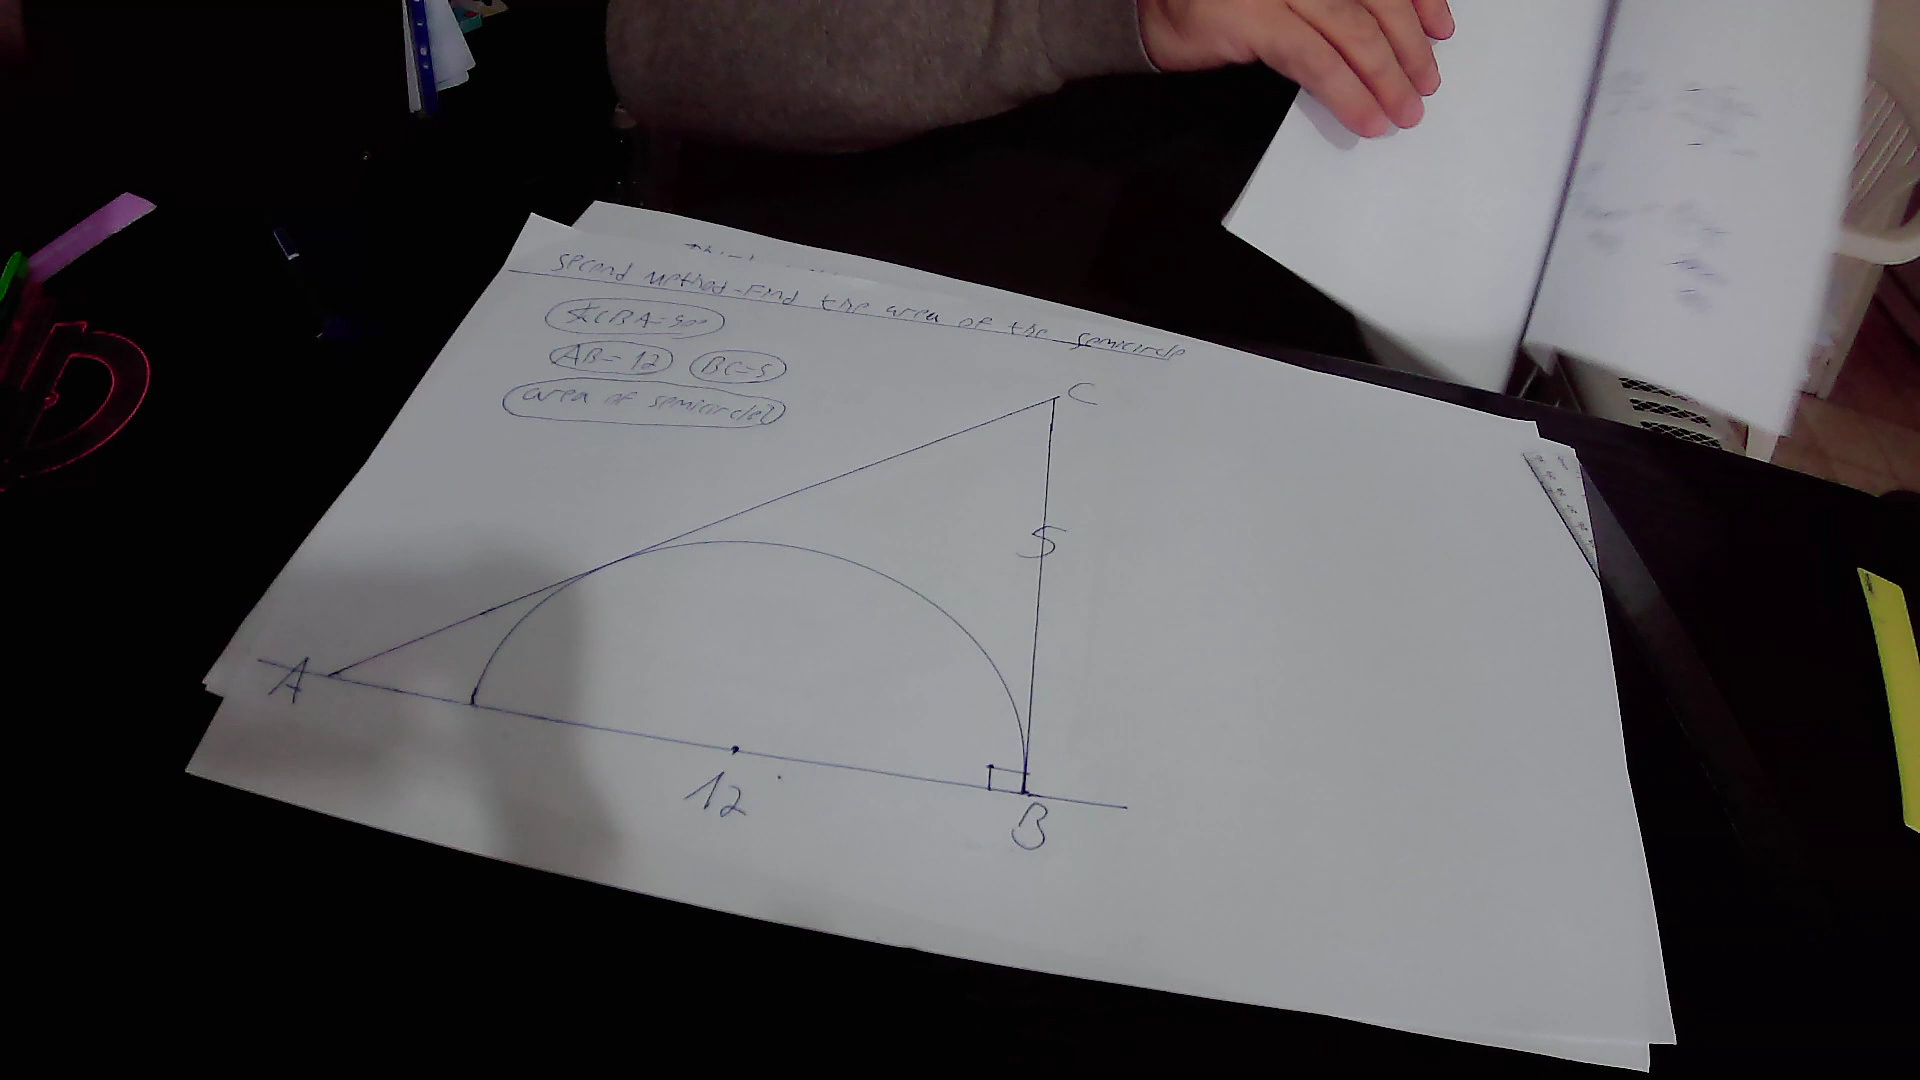 second method-Find the area of the semicircle
∢CBA=90°
AB=12 BC=5
area of semicircle?
C
5
A
12
B